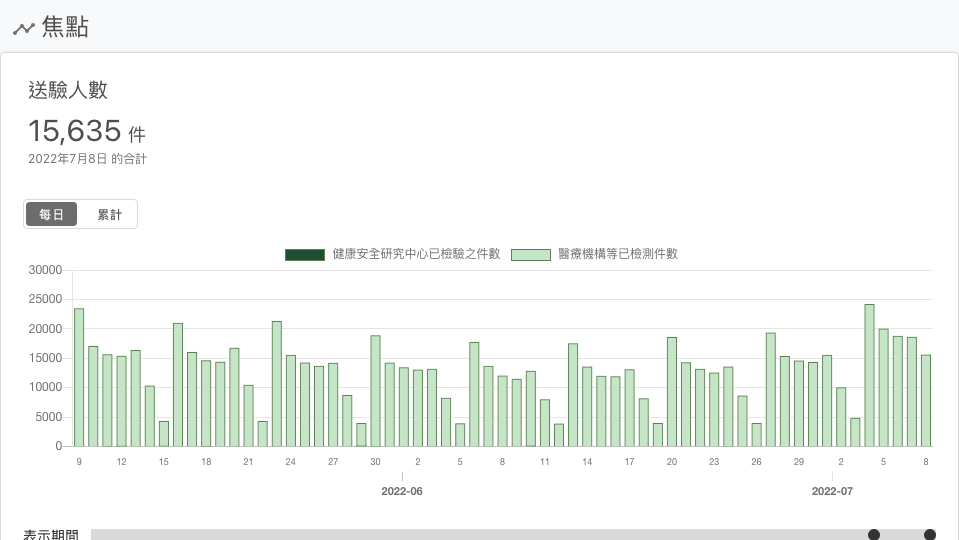 焦點
送驗人數
15,635 件
2022年7月8日 的合計
每日 累計
健康安全研究中心已檢驗之件數 醫療機構等已檢測件數
30000
25000
20000
15000
10000
5000
0
9 12 15 18 21 24 27 30 2 5 8 11 14 17 20 23 26 29 2 5 8
2022-06 2022-07
表示期間